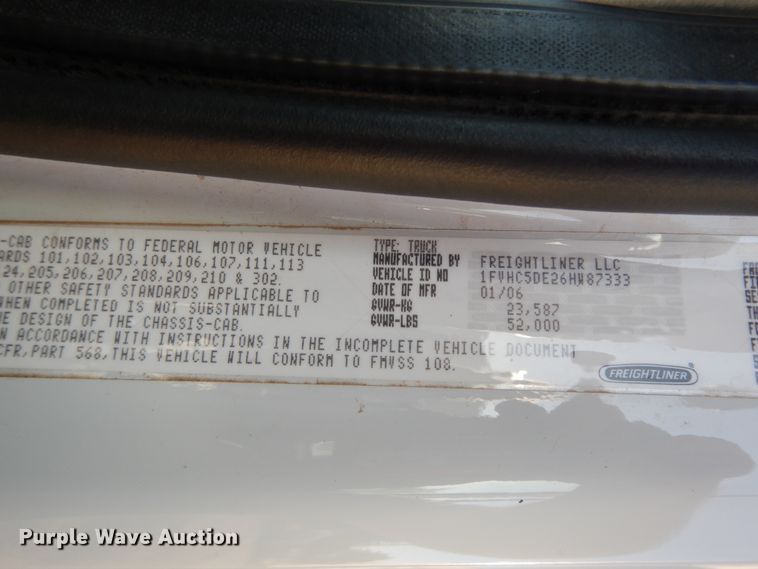 -CAB CONFORMS TO FEDERAL MOTOR VEHICLE
ARDS 101,102,103,104,106,107,111,113
24,205,206,207,208,209,210 & 302.
OTHER SAFETY STANDARDS APPLICABLE TO
WHEN COMPLETED IS NOT SUBSTANTIALLY
E DESIGN OF THE CHASSIS-CAB.
N ACCORDANCE WITH INSTRUCTIONS IN THE INCOMPLETE VEHICLE DOCUMENT
CFR,PART 568,THIS VEHICLE WILL CONFORM TO FMVSS 108.
TYPE: TRUCK
MANUFACTURED BY FREIGHTLINER LLC
VEHICLE ID NO 1FVHC5DE26HW87333
DATE OF MFR 01/06
GVWR-KG 23,587
GVWR-LBS 52,000
FREIGHTLINER
Purple Wave Auction